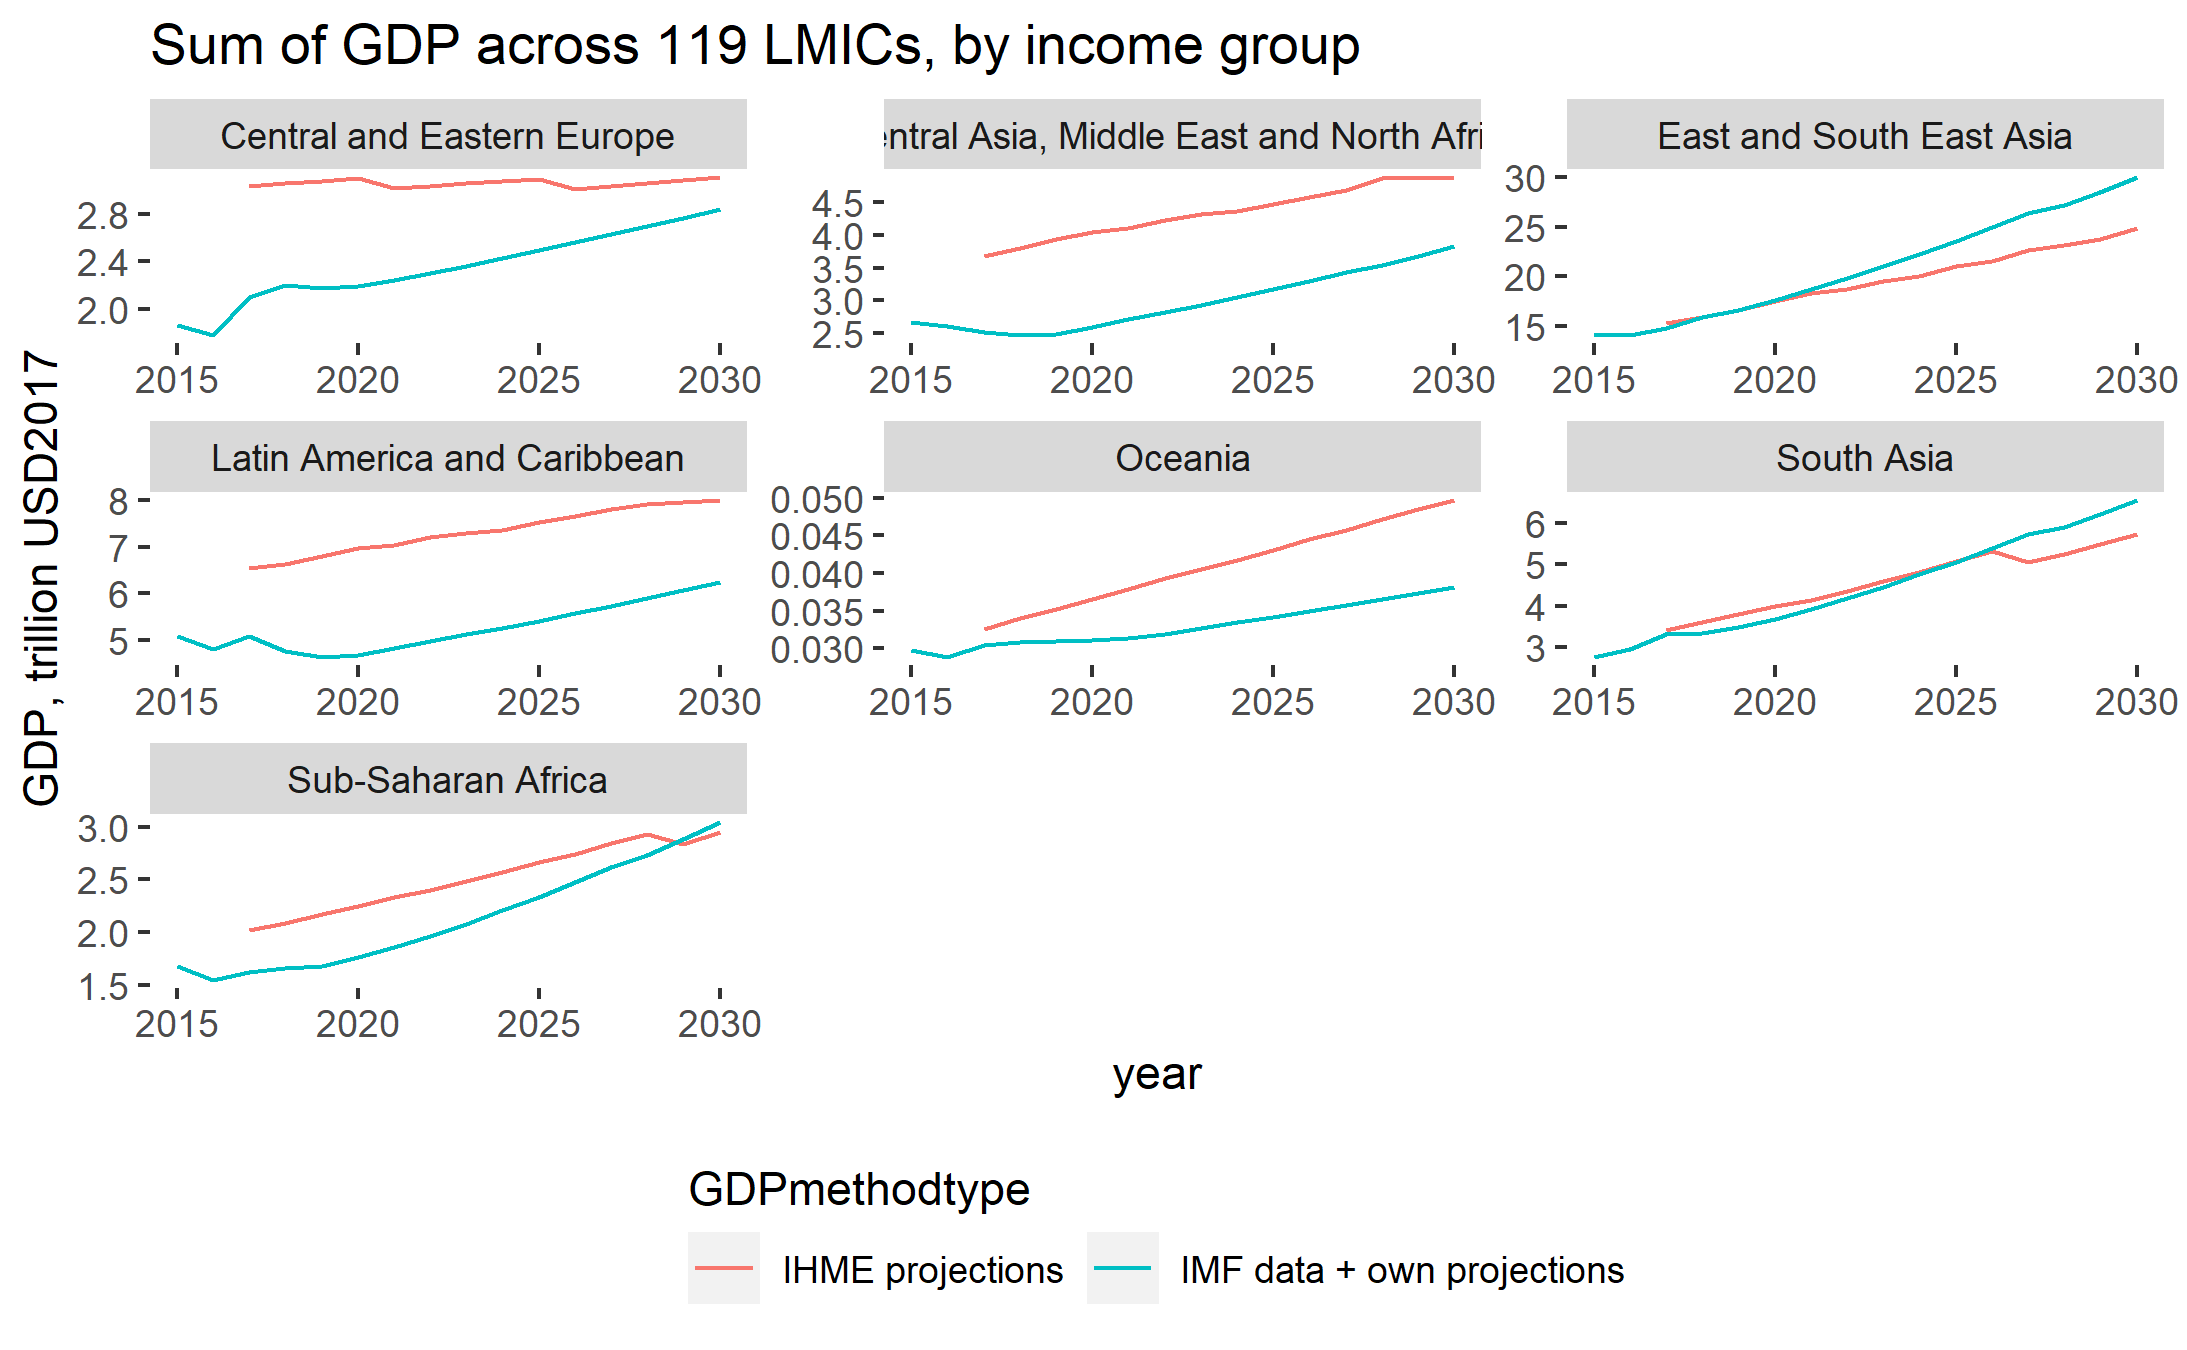 Sum of GDP across 119 LMICs, by income group
Central and Eastern Europe
entral Asia, Middle East and North Afri
East and South East Asia
2.8
2.4
2.0
2015 2020 2025 2030
4.5
4.0
3.5
3.0
2.5
2015 2020 2025 2030
30
25
20
15
2015 2020 2025 2030
GDP, trillion USD2017
Latin America and Caribbean
Oceania
South Asia
8
7
6
5
2015 2020 2025 2030
0.050
0.045
0.040
0.035
0.030
2015 2020 2025 2030
6
5
4
3
2015 2020 2025 2030
Sub-Saharan Africa
3.0
2.5
2.0
1.5
2015 2020 2025 2030
year
GDPmethodtype
IHME projections
IMF data + own projections